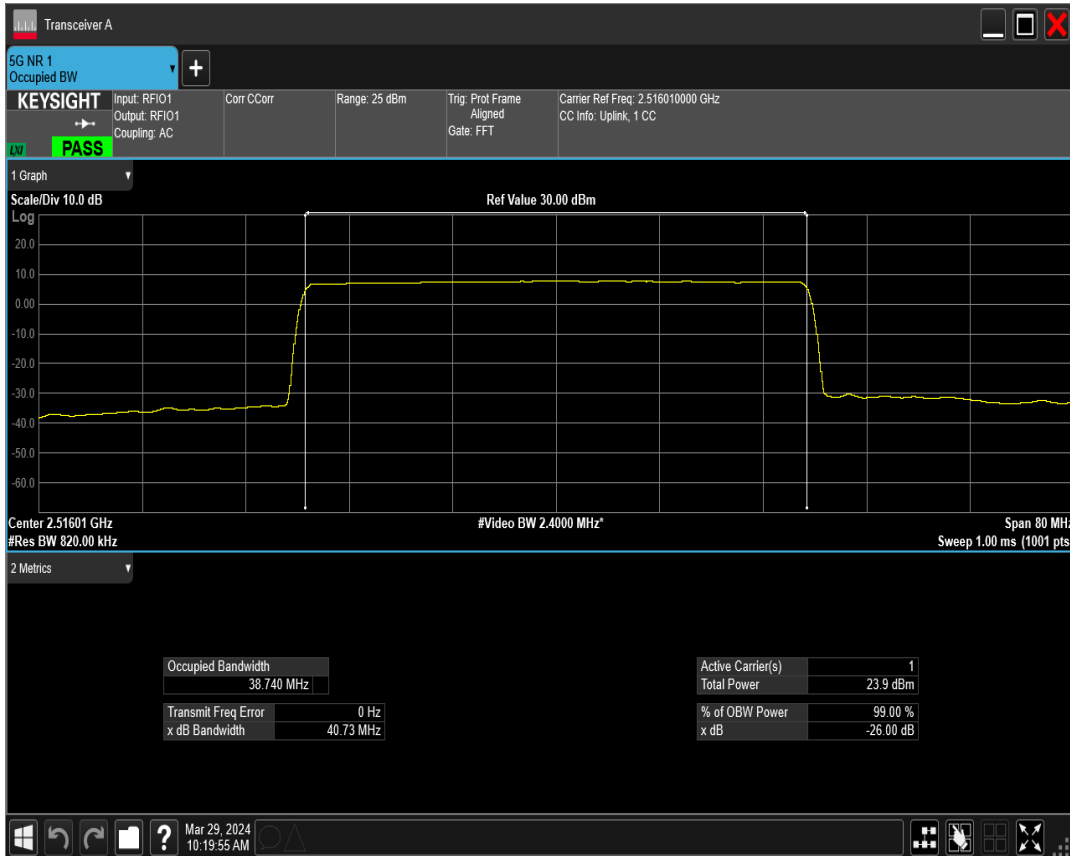 Transceiver A
5G NR 1
Occupied BW
KEYSIGHT
LXI
PASS
Input: RFIO1
Output: RFIO1
Coupling: AC
Corr CCorr
Range: 25 dBm
Trig: Prot Frame
Aligned
Gate: FFT
Carrier Ref Freq: 2.516010000 GHz
CC Info: Uplink, 1 CC
1 Graph
Scale/Div 10.0 dB
Ref Value 30.00 dBm
Log
20.0
10.0
0.00
-10.0
-20.0
-30.0
-40.0
-50.0
-60.0
Center 2.51601 GHz
#Video BW 2.4000 MHz*
Span 80 MHz
#Res BW 820.00 kHz
Sweep 1.00 ms (1001 pts
2 Metrics
Occupied Bandwidth
38.740 MHz
Transmit Freq Error 0 Hz
x dB Bandwidth 40.73 MHz
Active Carrier(s) 1
Total Power 23.9 dBm
% of OBW Power 99.00 %
x dB -26.00 dB
?
Mar 29, 2024
10:19:55 AM